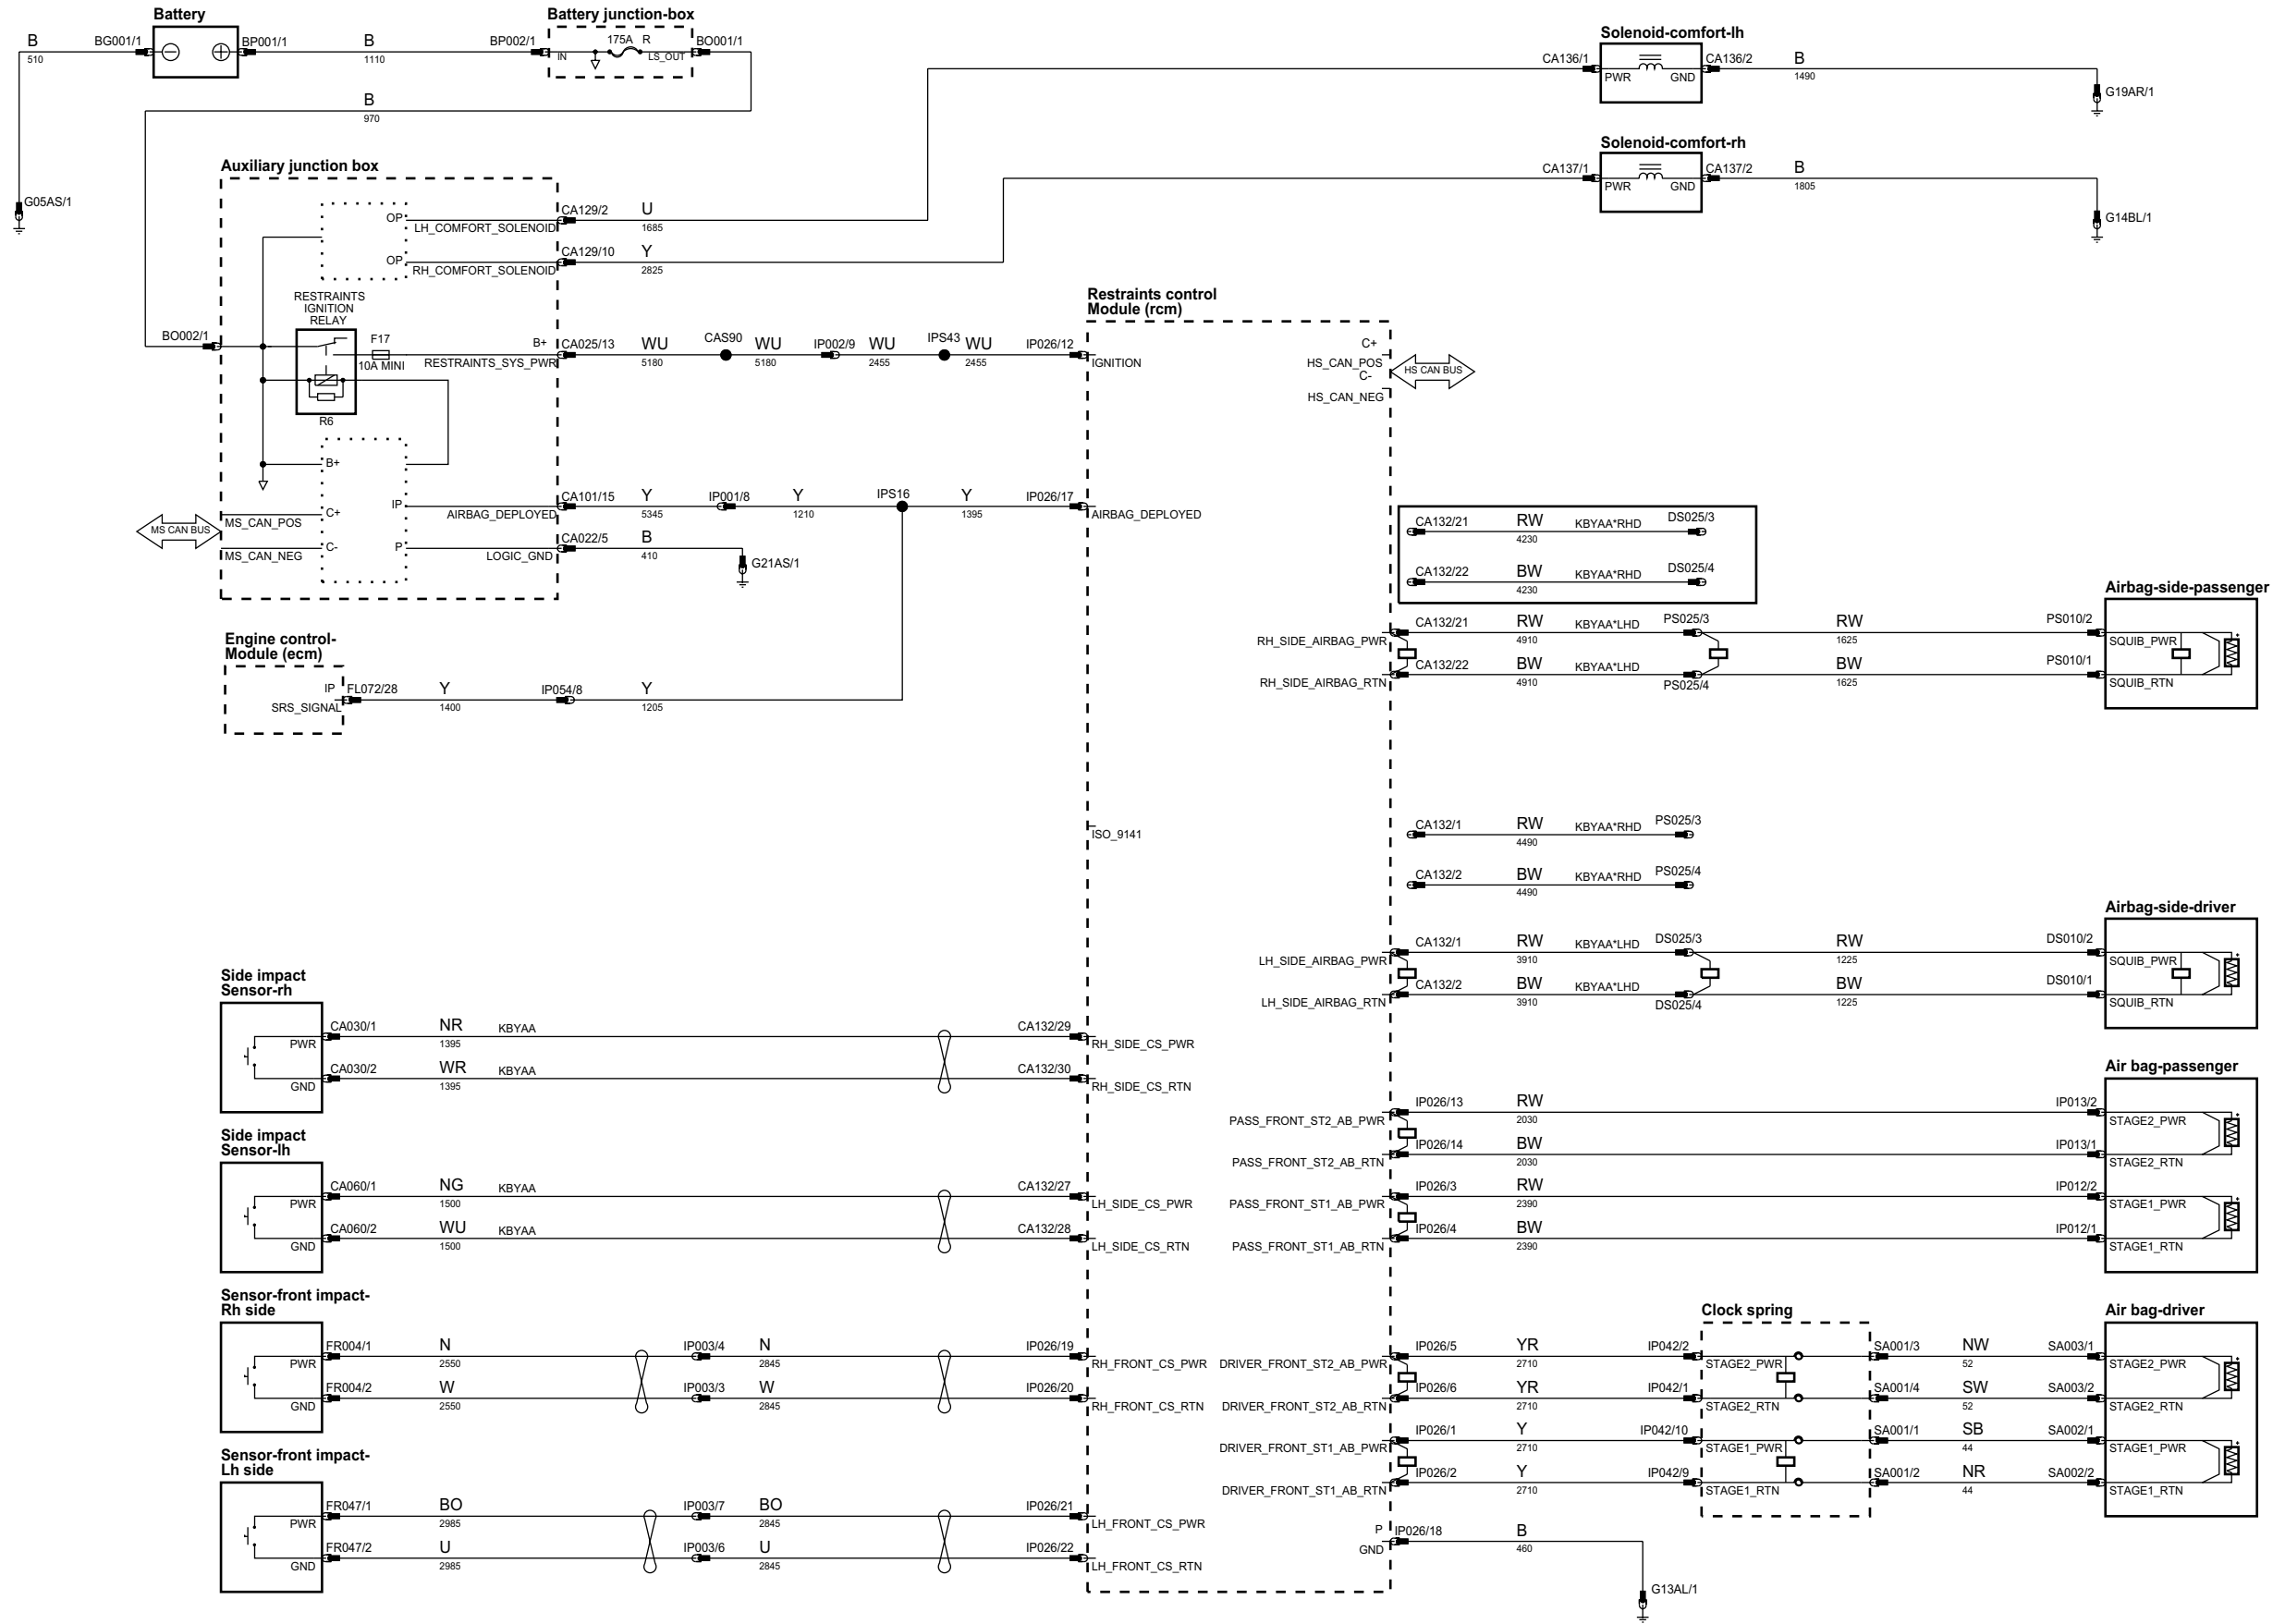 Battery
B
510
BG001/1
BP001/1
B
1110
BP002/1
Battery junction-box
175A R
IN
LS_OUT
BO001/1
B
970
G05AS/1
Solenoid-comfort-lh
CA136/1
PWR
GND
CA136/2
B
1490
G19AR/1
Solenoid-comfort-rh
CA137/1
PWR
GND
CA137/2
B
1805
G14BL/1
Auxiliary junction box
OP
LH_COMFORT_SOLENOID
CA129/2
U
1685
OP
RH_COMFORT_SOLENOID
CA129/10
Y
2825
RESTRAINTS
IGNITION
RELAY
BO002/1
F17
10A MINI
R6
B+
RESTRAINTS_SYS_PWR
CA025/13
WU
5180
CAS90
WU
5180
IP002/9
WU
2455
IPS43
WU
2455
IP026/12
IGNITION
B+
IP
AIRBAG_DEPLOYED
CA101/15
Y
5345
IP001/8
Y
1210
IPS16
Y
1395
IP026/17
AIRBAG_DEPLOYED
MS CAN BUS
MS_CAN_POS
C+
MS_CAN_NEG
C-
P
LOGIC_GND
CA022/5
B
410
G21AS/1
Engine control-
Module (ecm)
IP
SRS_SIGNAL
FL072/28
Y
1400
IP054/8
Y
1205
Restraints control
Module (rcm)
C+
HS_CAN_POS
C-
HS_CAN_NEG
HS CAN BUS
CA132/21
RW
4230
KBYAA*RHD
DS025/3
CA132/22
BW
4230
KBYAA*RHD
DS025/4
Airbag-side-passenger
RH_SIDE_AIRBAG_PWR
CA132/21
RW
4910
KBYAA*LHD
PS025/3
RW
1625
PS010/2
SQUIB_PWR
RH_SIDE_AIRBAG_RTN
CA132/22
BW
4910
KBYAA*LHD
PS025/4
BW
1625
PS010/1
SQUIB_RTN
ISO_9141
CA132/1
RW
4490
KBYAA*RHD
PS025/3
CA132/2
BW
4490
KBYAA*RHD
PS025/4
Airbag-side-driver
LH_SIDE_AIRBAG_PWR
CA132/1
RW
3910
KBYAA*LHD
DS025/3
RW
1225
DS010/2
SQUIB_PWR
LH_SIDE_AIRBAG_RTN
CA132/2
BW
3910
KBYAA*LHD
DS025/4
BW
1225
DS010/1
SQUIB_RTN
Side impact
Sensor-rh
PWR
CA030/1
NR
1395
KBYAA
CA132/29
RH_SIDE_CS_PWR
GND
CA030/2
WR
1395
KBYAA
CA132/30
RH_SIDE_CS_RTN
Air bag-passenger
PASS_FRONT_ST2_AB_PWR
IP026/13
RW
2030
IP013/2
STAGE2_PWR
PASS_FRONT_ST2_AB_RTN
IP026/14
BW
2030
IP013/1
STAGE2_RTN
PASS_FRONT_ST1_AB_PWR
IP026/3
RW
2390
IP012/2
STAGE1_PWR
PASS_FRONT_ST1_AB_RTN
IP026/4
BW
2390
IP012/1
STAGE1_RTN
Side impact
Sensor-lh
PWR
CA060/1
NG
1500
KBYAA
CA132/27
LH_SIDE_CS_PWR
GND
CA060/2
WU
1500
KBYAA
CA132/28
LH_SIDE_CS_RTN
Sensor-front impact-
Rh side
PWR
FR004/1
N
2550
IP003/4
N
2845
IP026/19
RH_FRONT_CS_PWR
GND
FR004/2
W
2550
IP003/3
W
2845
IP026/20
RH_FRONT_CS_RTN
Clock spring
Air bag-driver
DRIVER_FRONT_ST2_AB_PWR
IP026/5
YR
2710
IP042/2
STAGE2_PWR
SA001/3
NW
52
SA003/1
STAGE2_PWR
DRIVER_FRONT_ST2_AB_RTN
IP026/6
YR
2710
IP042/1
STAGE2_RTN
SA001/4
SW
52
SA003/2
STAGE2_RTN
DRIVER_FRONT_ST1_AB_PWR
IP026/1
Y
2710
IP042/10
STAGE1_PWR
SA001/1
SB
44
SA002/1
STAGE1_PWR
DRIVER_FRONT_ST1_AB_RTN
IP026/2
Y
2710
IP042/9
STAGE1_RTN
SA001/2
NR
44
SA002/2
STAGE1_RTN
Sensor-front impact-
Lh side
PWR
FR047/1
BO
2985
IP003/7
BO
2845
IP026/21
LH_FRONT_CS_PWR
GND
FR047/2
U
2985
IP003/6
U
2845
IP026/22
LH_FRONT_CS_RTN
P
GND
IP026/18
B
460
G13AL/1